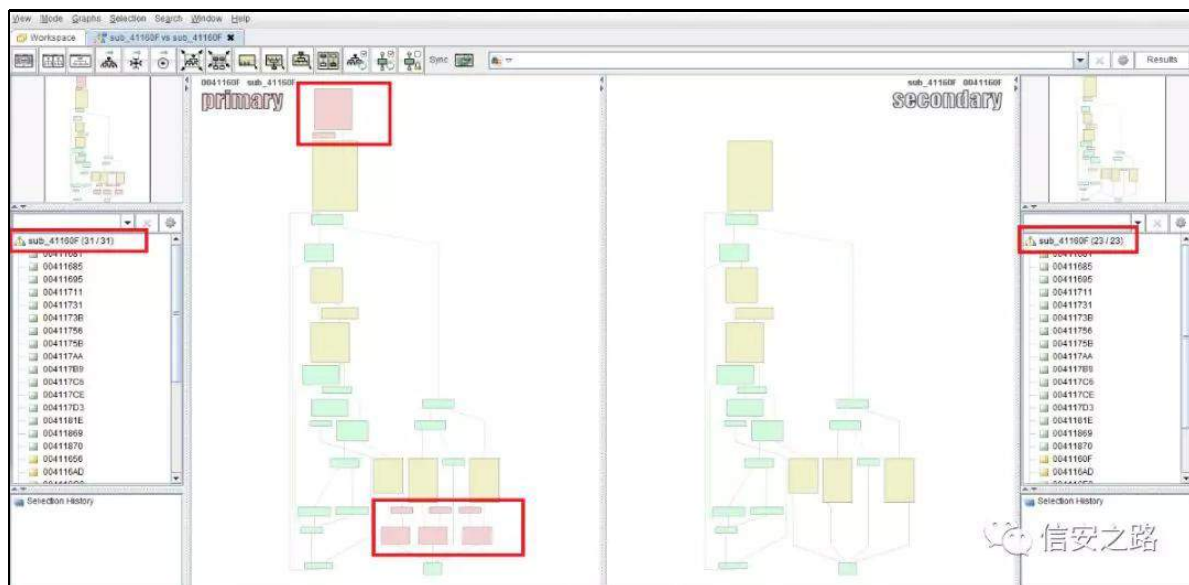 View Mode Graphs Selection Search Window Help
Workspace sub_41160F vs sub_41160F
Sync Results
0041160F sub_41160F
primary
sub_41160F 0041160F
secondary
sub_41160F (31 / 31)
00411681
00411685
00411695
00411711
00411731
0041173B
00411756
0041175B
004117AA
004117B9
004117C6
004117CE
004117D3
0041181E
00411869
00411870
00411656
004116AD
Selection History
sub_41160F (23 / 23)
00411681
00411685
00411695
00411711
00411731
0041173B
00411756
0041175B
004117AA
004117B9
004117C6
004117CE
004117D3
0041181E
00411869
00411870
0041160F
004116AD
Selection History
信安之路